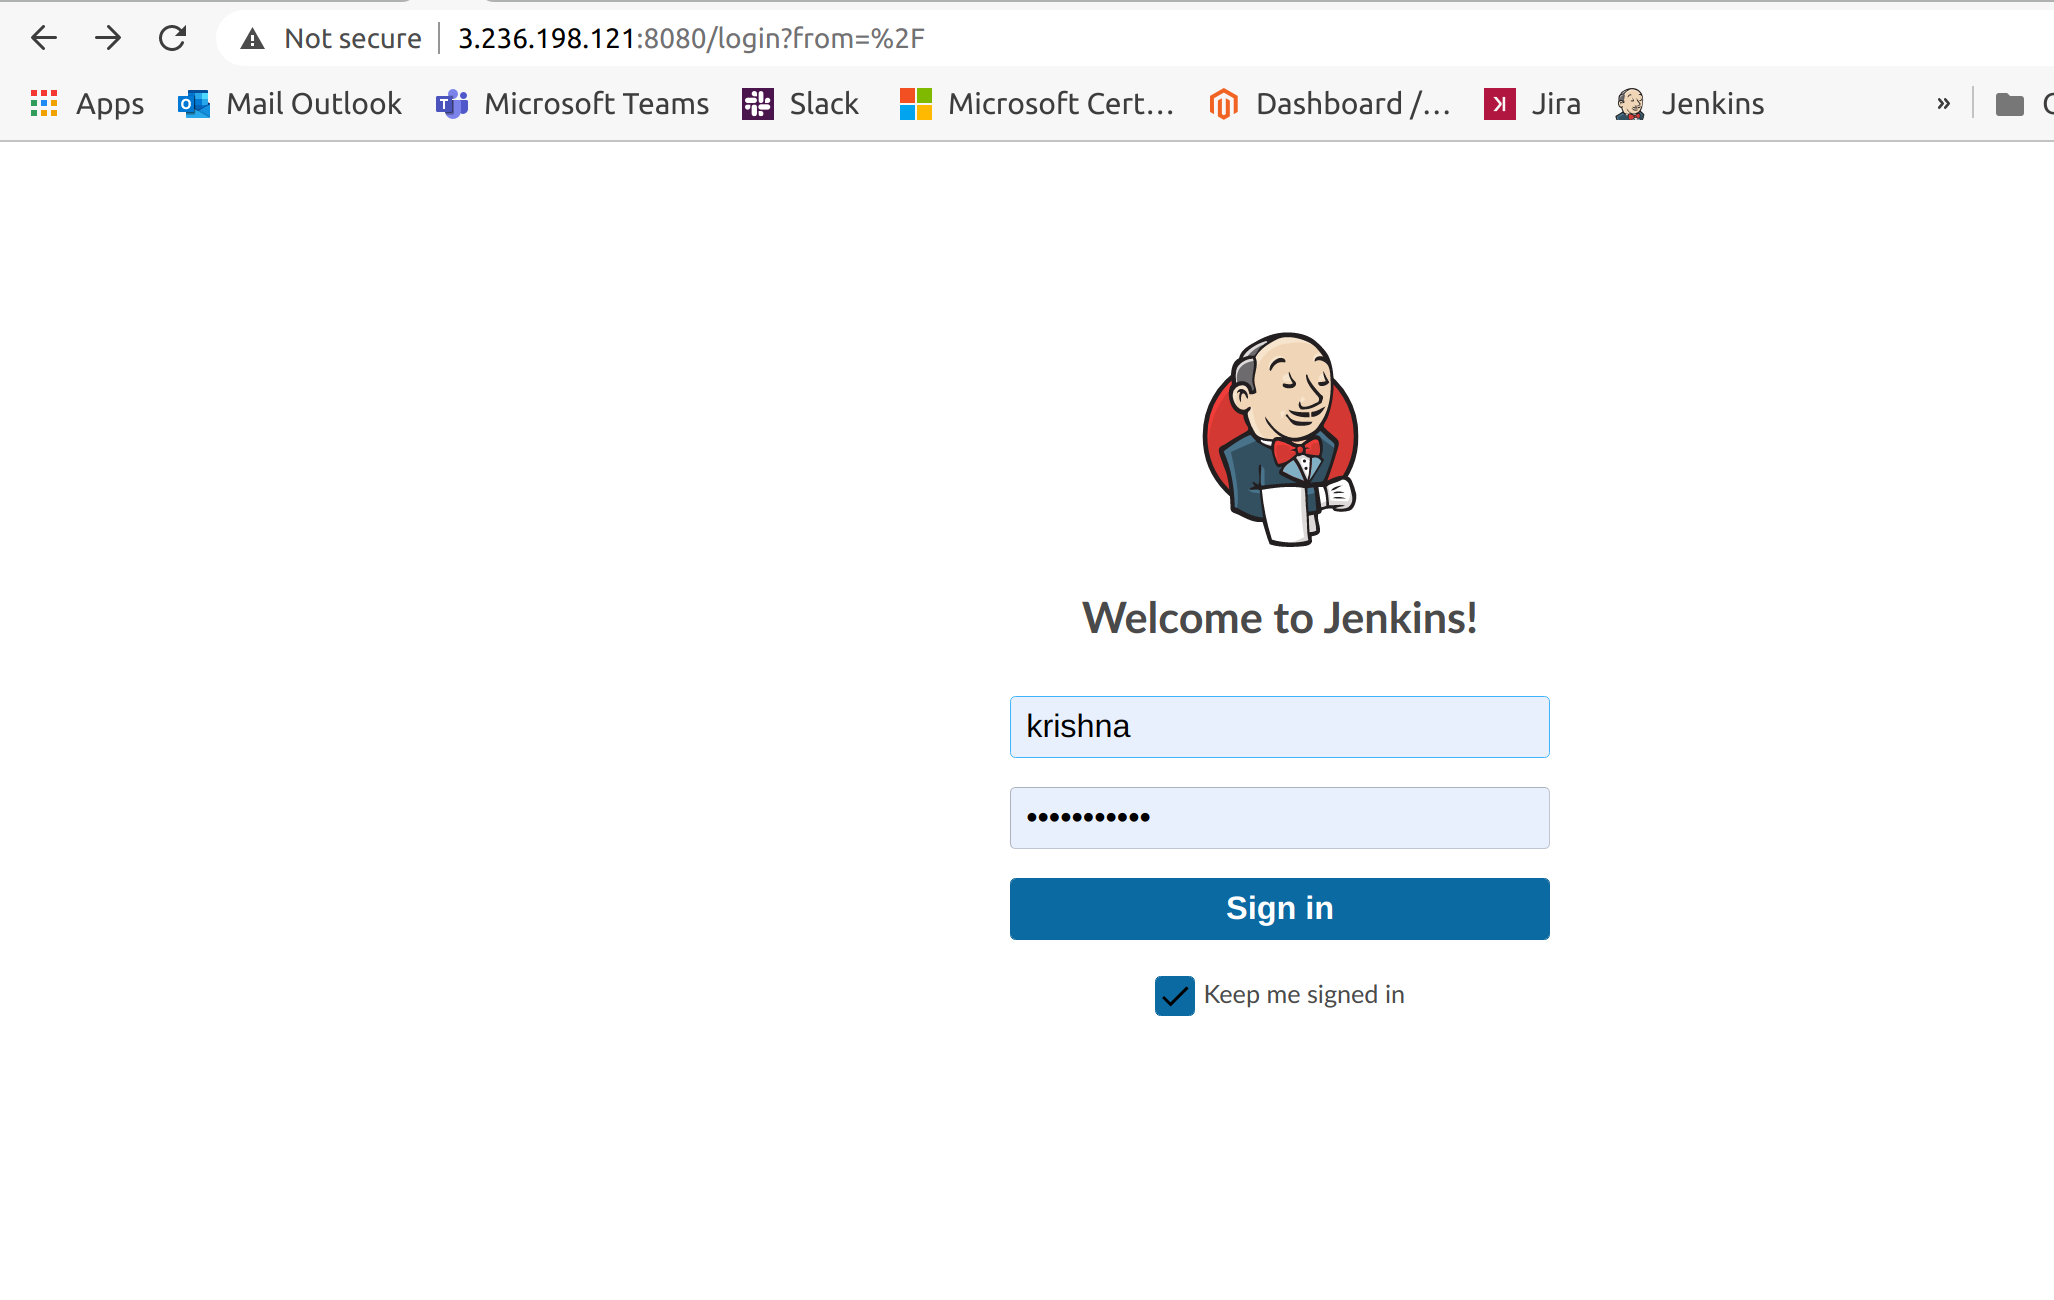 Not secure 3.236.198.121:8080/login?from=%2F
Apps Mail Outlook Microsoft Teams Slack Microsoft Cert... Dashboard /... Jira Jenkins »
Welcome to Jenkins!
krishna
•••••••••••
Sign in
Keep me signed in